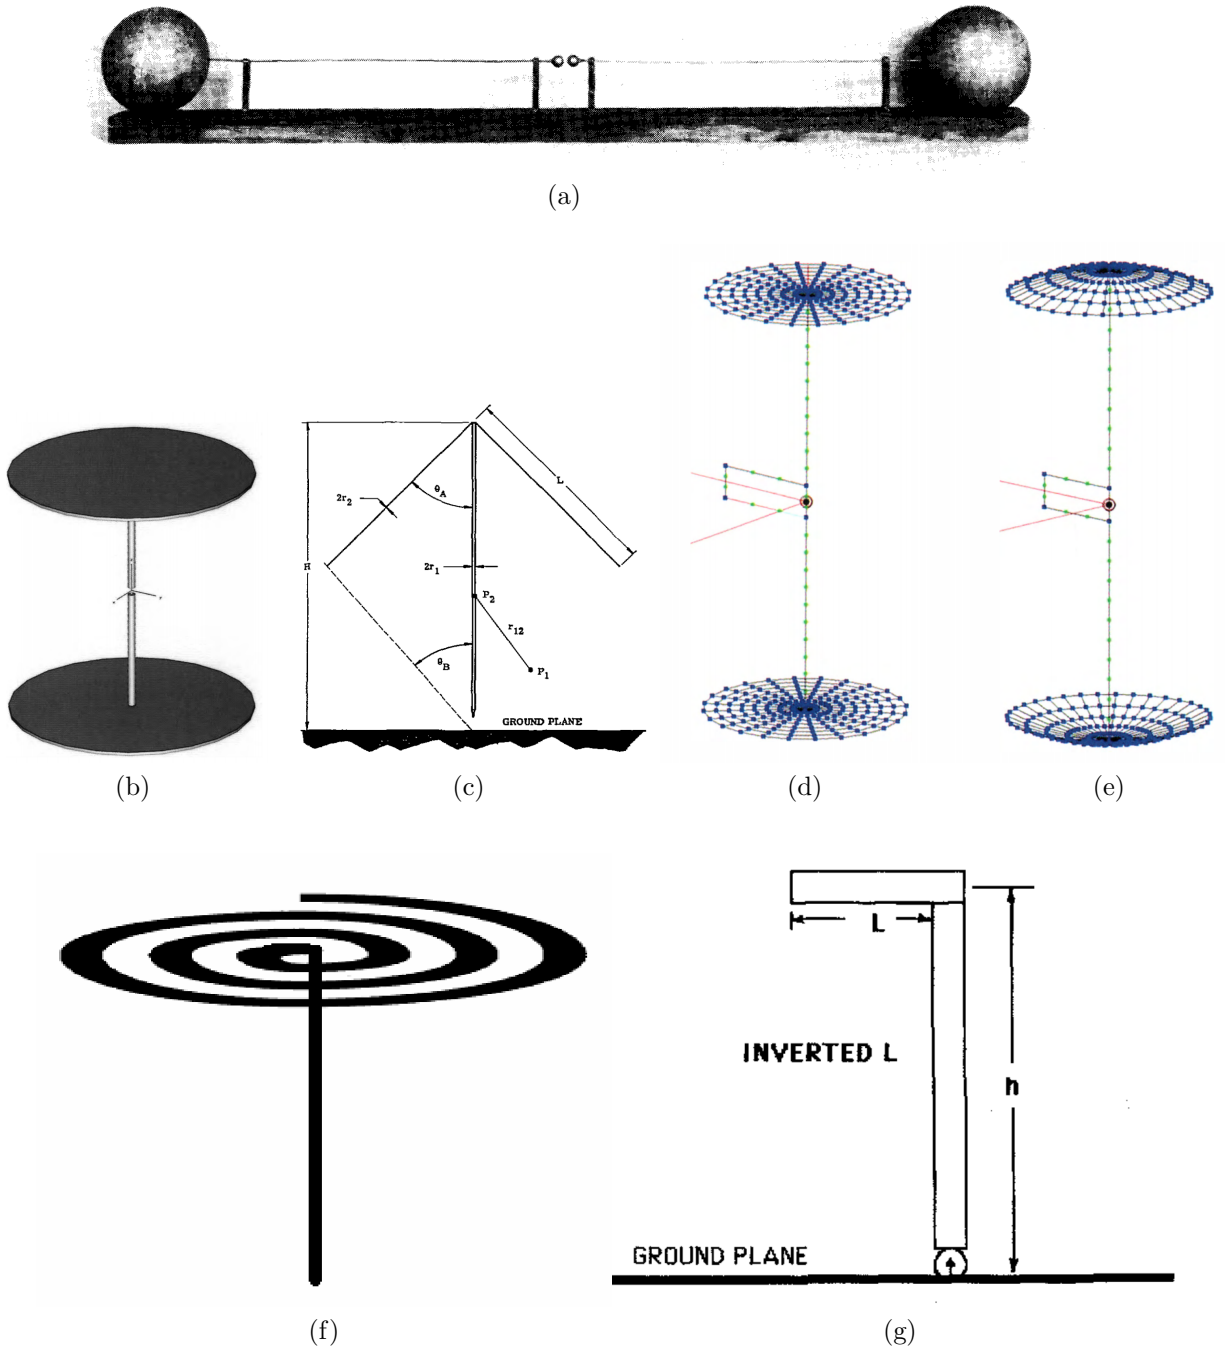 (a)
L
θA
2r2
H
2r1
P2
r12
θB
P1
GROUND PLANE
(b)
(c)
(d)
(e)
L
INVERTED L
h
GROUND PLANE
(f)
(g)